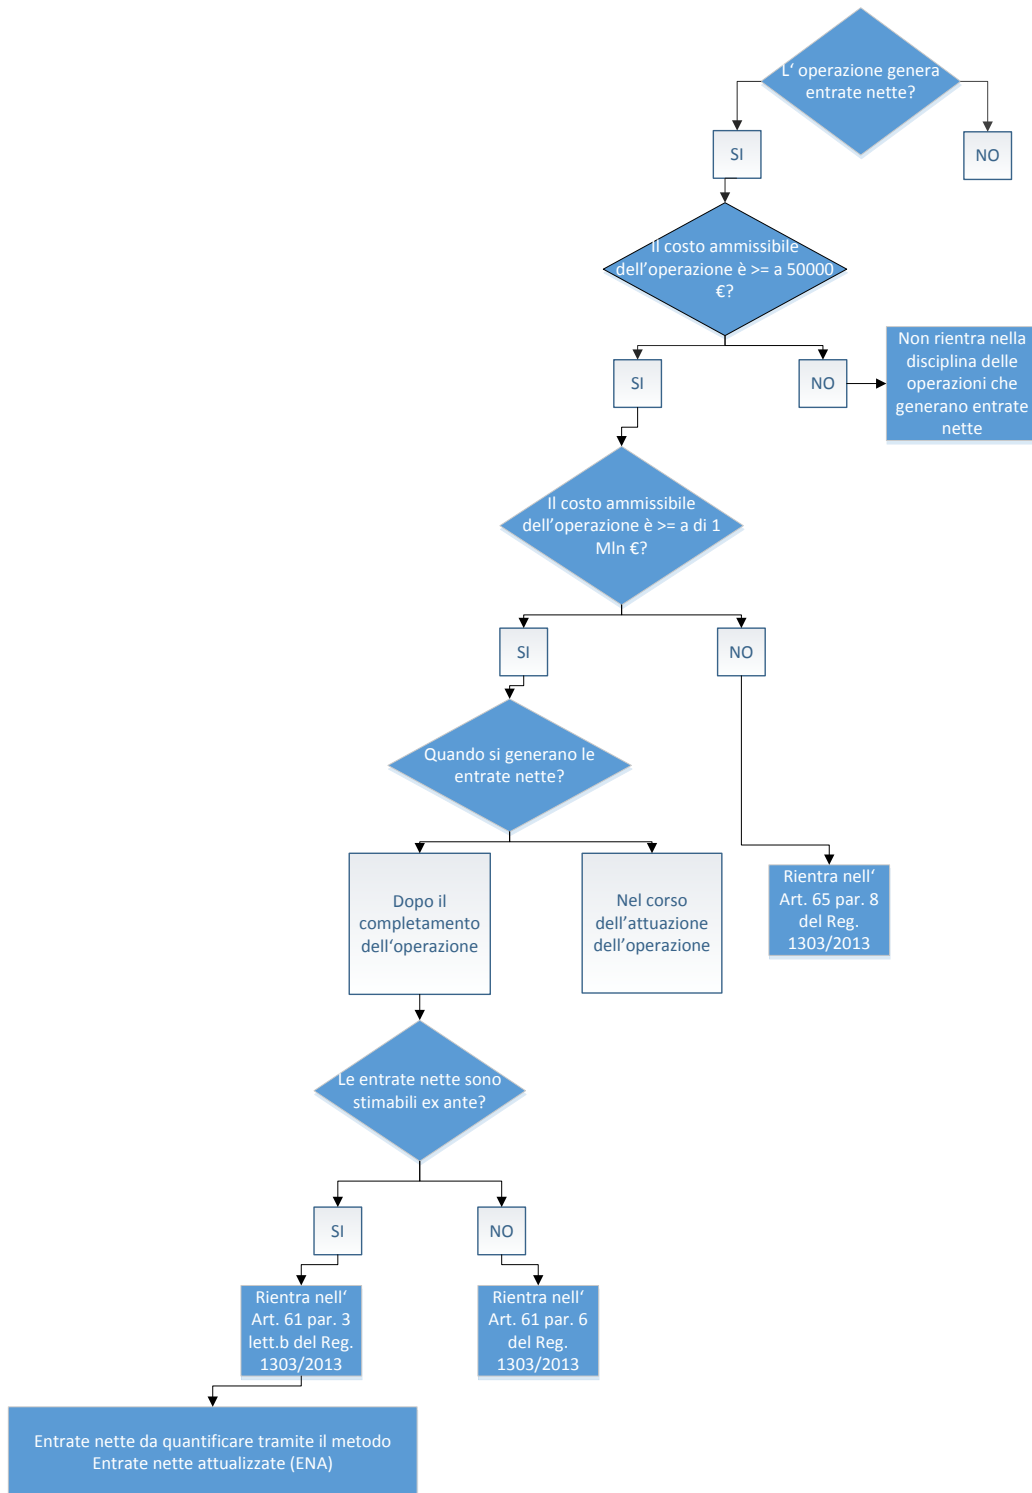 L‘ operazione genera
entrate nette?
SI
NO
Il costo ammissibile
dell’operazione è >= a 50000
€?
SI
NO
Non rientra nella
disciplina delle
operazioni che
generano entrate
nette
Il costo ammissibile
dell’operazione è >= a di 1
Mln €?
SI
NO
Quando si generano le
entrate nette?
Dopo il
completamento
dell‘operazione
Nel corso
dell’attuazione
dell’operazione
Rientra nell‘
Art. 65 par. 8
del Reg.
1303/2013
Le entrate nette sono
stimabili ex ante?
SI
NO
Rientra nell‘
Art. 61 par. 3
lett.b del Reg.
1303/2013
Rientra nell‘
Art. 61 par. 6
del Reg.
1303/2013
Entrate nette da quantificare tramite il metodo
Entrate nette attualizzate (ENA)